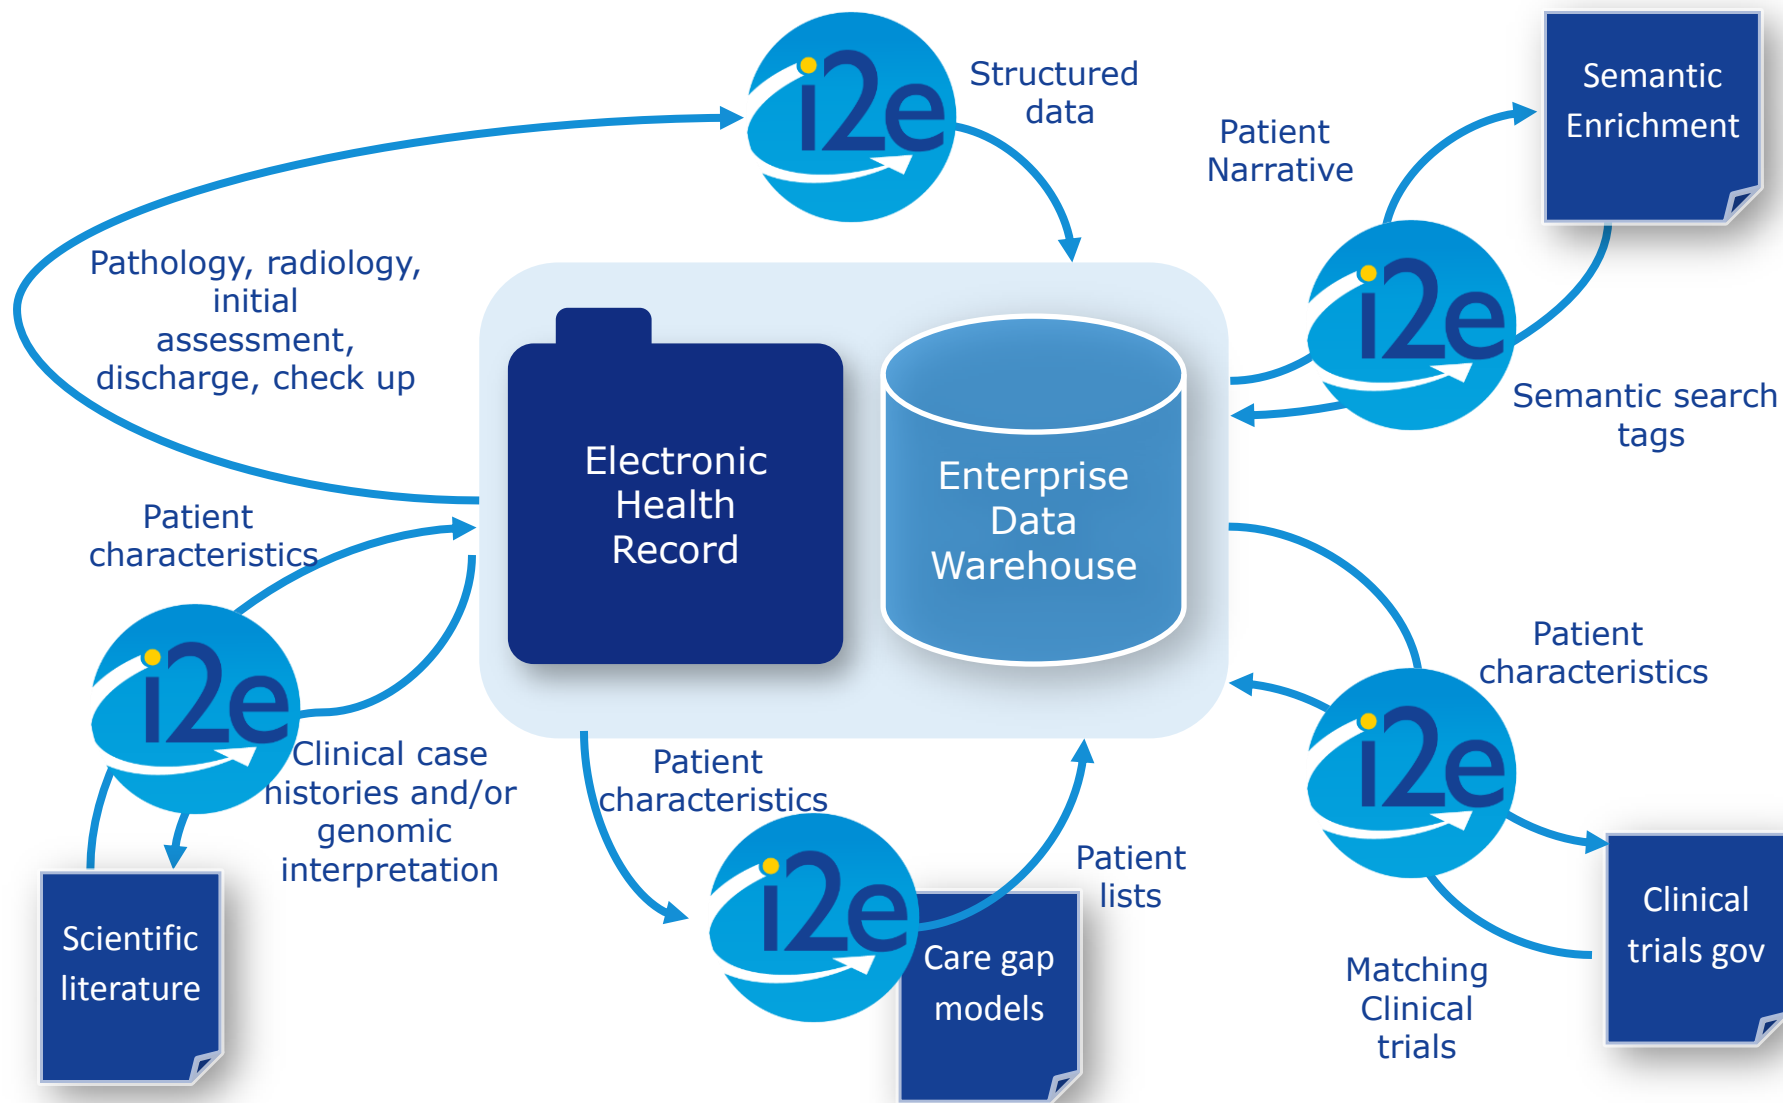 i2e
Structured
data
Semantic
Enrichment
Patient
Narrative
i2e
Semantic search
tags
Pathology, radiology,
initial
assessment,
discharge, check up
Electronic
Health
Record
Enterprise
Data
Warehouse
Patient
characteristics
i2e
Clinical case
histories and/or
genomic
interpretation
Scientific
literature
Patient
characteristics
i2e
Care gap
models
Patient
lists
Patient
characteristics
i2e
Clinical
trials gov
Matching
Clinical
trials